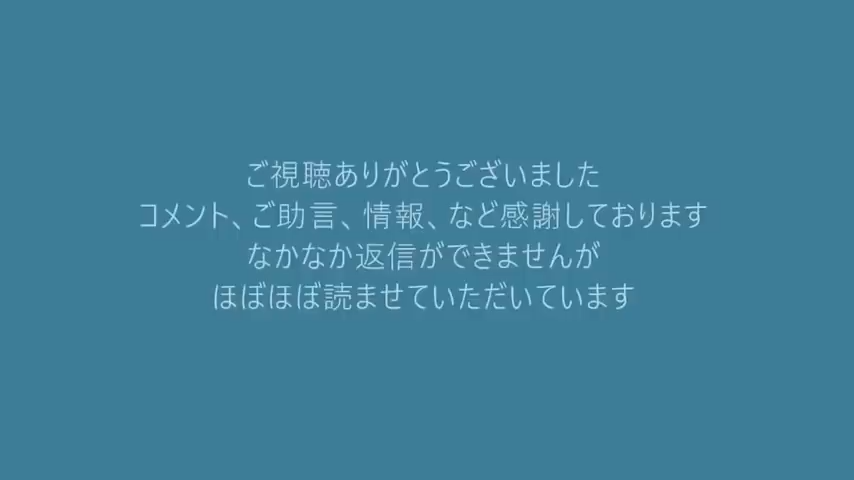 ご視聴ありがとうございました
コメント、ご助言、情報、など感謝しております
なかなか返信ができませんが
ほぼほぼ読ませていただいています